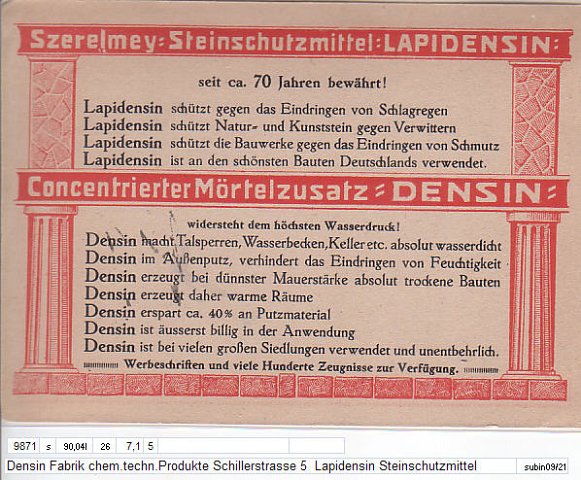 Szerelmey=Steinschutzmittel=LAPIDENSIN=
seit ca. 70 Jahren bewährt!
Lapidensin schützt gegen das Eindringen von Schlagregen
Lapidensin schützt Natur- und Kunststein gegen Verwittern
Lapidensin schützt die Bauwerke gegen das Eindringen von Schmutz
Lapidensin ist an den schönsten Bauten Deutschlands verwendet.
Concentrierter Mörtelzusatz = DENSIN =
widersteht dem höchsten Wasserdruck!
Densin macht Talsperren, Wasserbecken, Keller etc. absolut wasserdicht
Densin im Außenputz, verhindert das Eindringen von Feuchtigkeit
Densin erzeugt bei dünnster Mauerstärke absolut trockene Bauten
Densin erzeugt daher warme Räume
Densin erspart ca. 40% an Putzmaterial
Densin ist äusserst billig in der Anwendung
Densin ist bei vielen großen Siedlungen verwendet und unentbehrlich.
Werbeschriften und viele Hunderte Zeugnisse zur Verfügung.
9871 s 90,04l 26 7,1 5
Densin Fabrik chem.techn.Produkte Schillerstrasse 5 Lapidensin Steinschutzmittel subin09/21